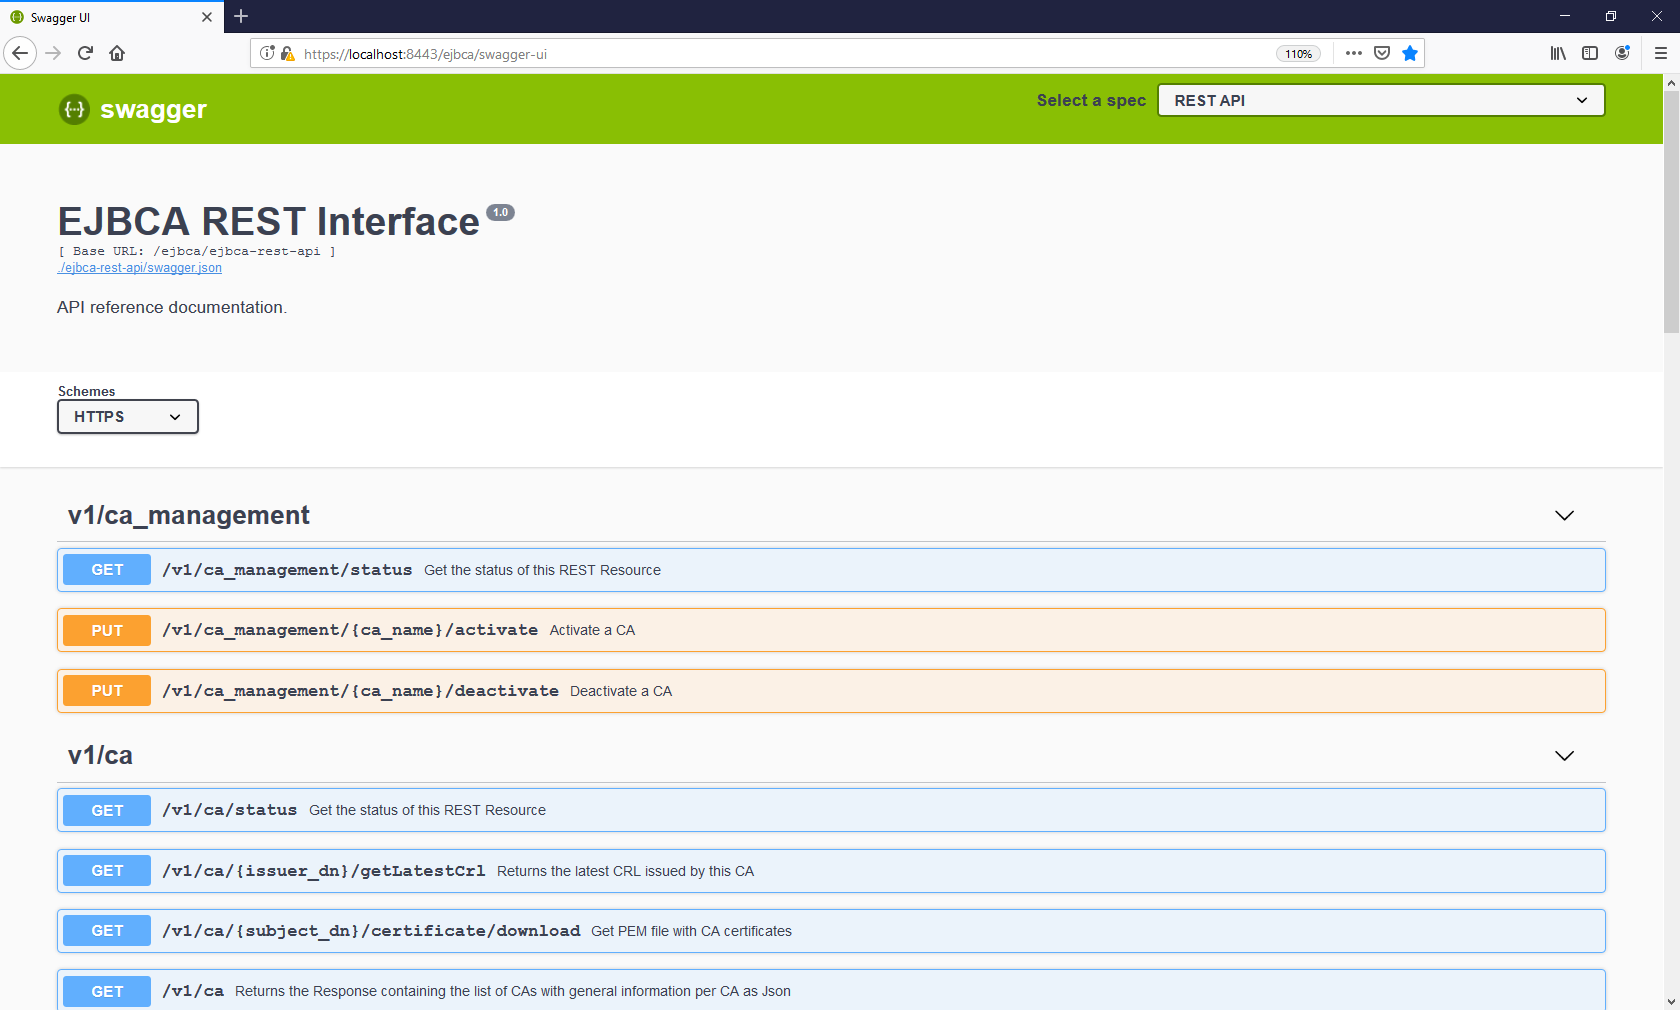 Swagger UI
https://localhost:8443/ejbca/swagger-ui
110%
{···} swagger
Select a spec
REST API
EJBCA REST Interface 1.0
[ Base URL: /ejbca/ejbca-rest-api ]
./ejbca-rest-api/swagger.json
API reference documentation.
Schemes
HTTPS
v1/ca_management
GET /v1/ca_management/status Get the status of this REST Resource
PUT /v1/ca_management/{ca_name}/activate Activate a CA
PUT /v1/ca_management/{ca_name}/deactivate Deactivate a CA
v1/ca
GET /v1/ca/status Get the status of this REST Resource
GET /v1/ca/{issuer_dn}/getLatestCrl Returns the latest CRL issued by this CA
GET /v1/ca/{subject_dn}/certificate/download Get PEM file with CA certificates
GET /v1/ca Returns the Response containing the list of CAs with general information per CA as Json